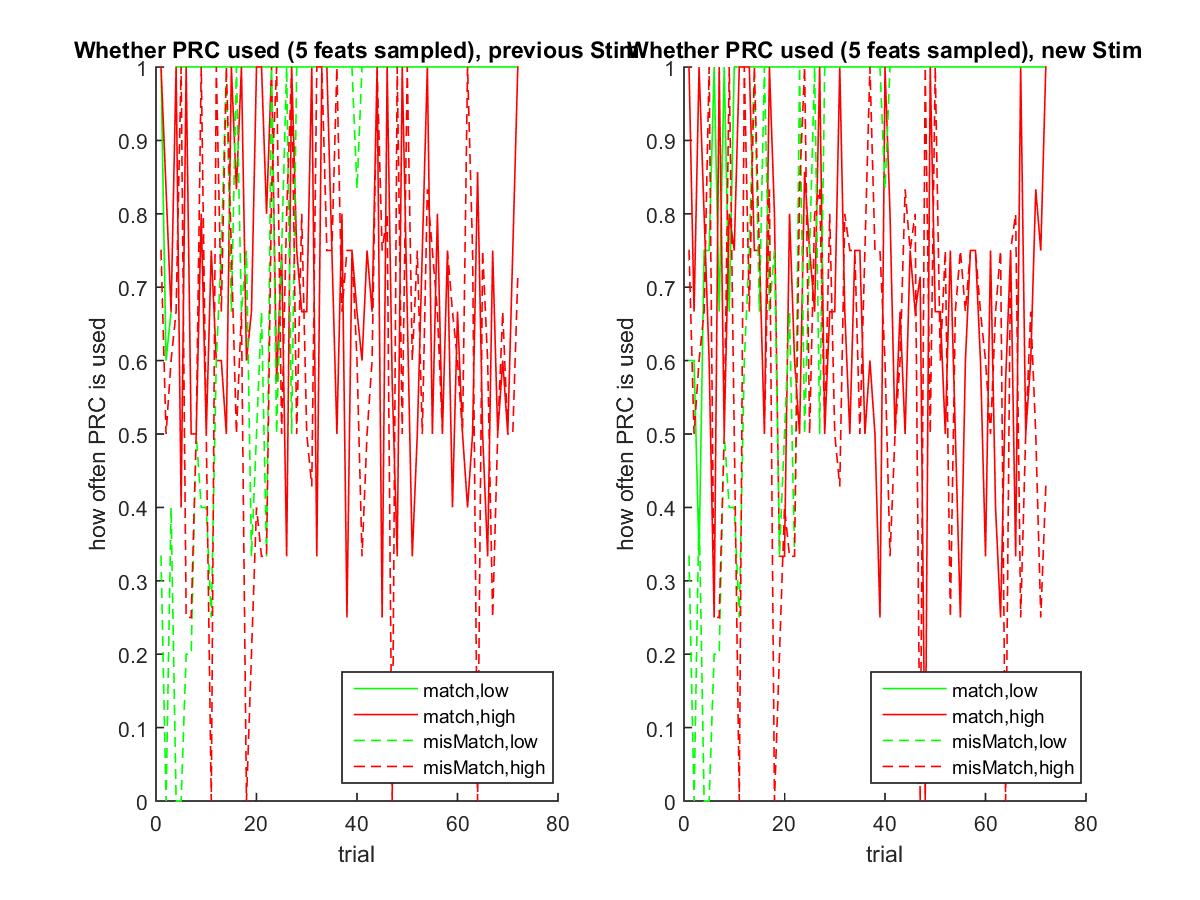 Whether PRC used (5 feats sampled), previous Stim
1
0.9
0.8
0.7
0.6
0.5
0.4
0.3
0.2
0.1
0
how often PRC is used
0
20
40
60
80
trial
match,low
match,high
misMatch,low
misMatch,high
Whether PRC used (5 feats sampled), new Stim
1
0.9
0.8
0.7
0.6
0.5
0.4
0.3
0.2
0.1
0
how often PRC is used
0
20
40
60
80
trial
match,low
match,high
misMatch,low
misMatch,high